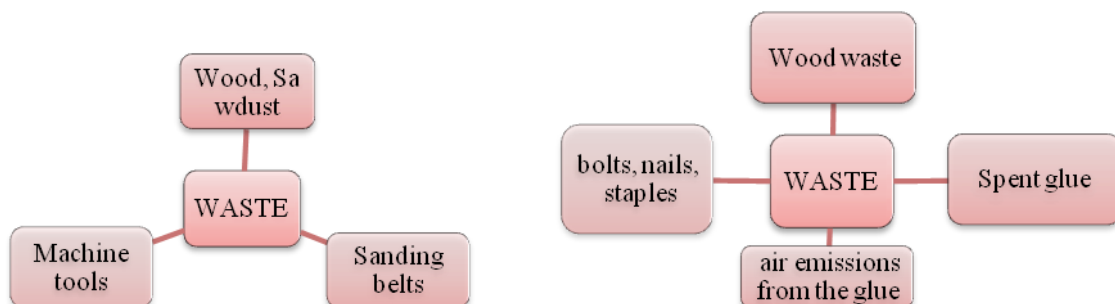 Wood, Sa
wdust
WASTE
Machine
tools
Sanding
belts
Wood waste
bolts, nails,
staples
WASTE
Spent glue
air emissions
from the glue